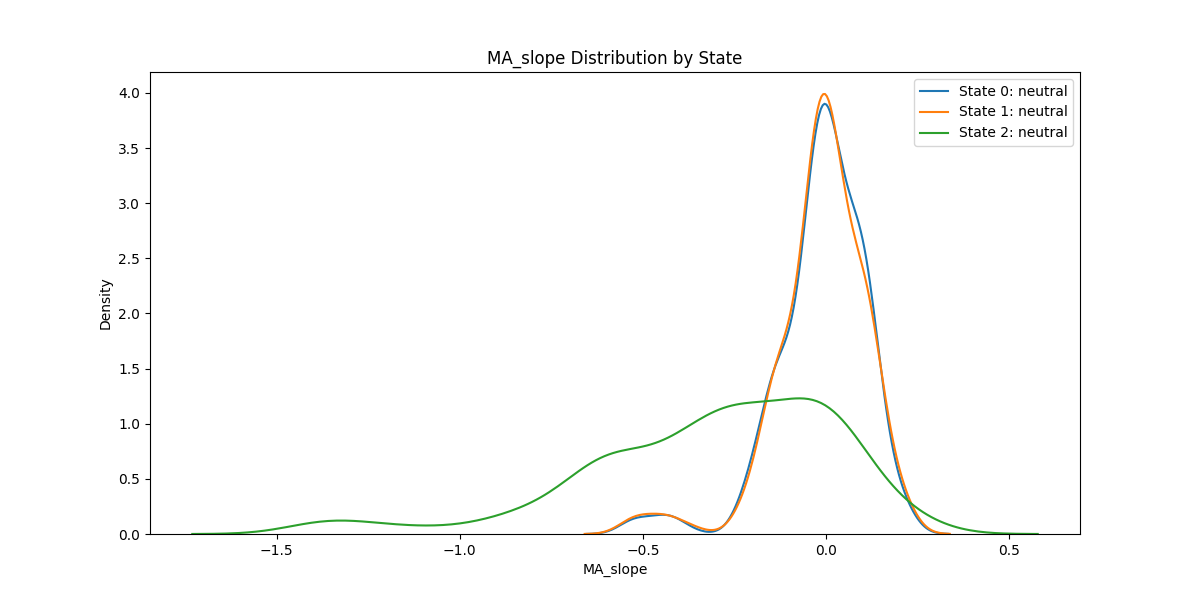 MA_slope Distribution by State
State 0: neutral
State 1: neutral
State 2: neutral
4.0
3.5
3.0
2.5
2.0
1.5
1.0
0.5
0.0
Density
−1.5
−1.0
−0.5
0.0
0.5
MA_slope